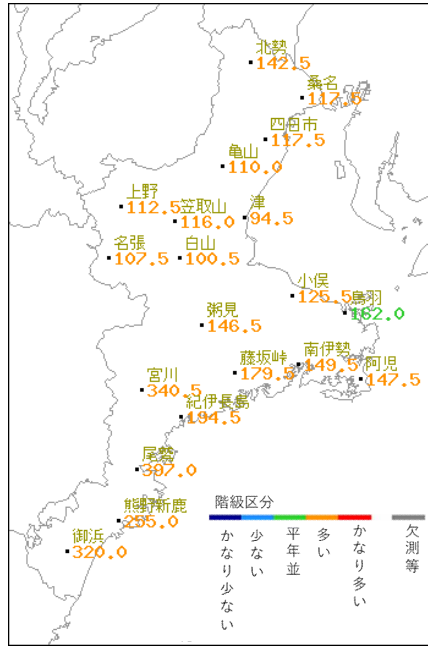 北勢
142.5
桑名
117.5
四日市
117.5
亀山
110.0
上野
112.5
笠取山
116.0
津
94.5
名張
107.5
白山
100.5
小俣
125.5
鳥羽
162.0
粥見
146.5
藤坂峠
179.5
南伊勢
149.5
阿児
147.5
宮川
340.5
紀伊長島
194.5
尾鷲
397.0
熊野新鹿
255.0
御浜
320.0
階級区分
かなり少ない
少ない
平年並
多い
かなり多い
欠測等